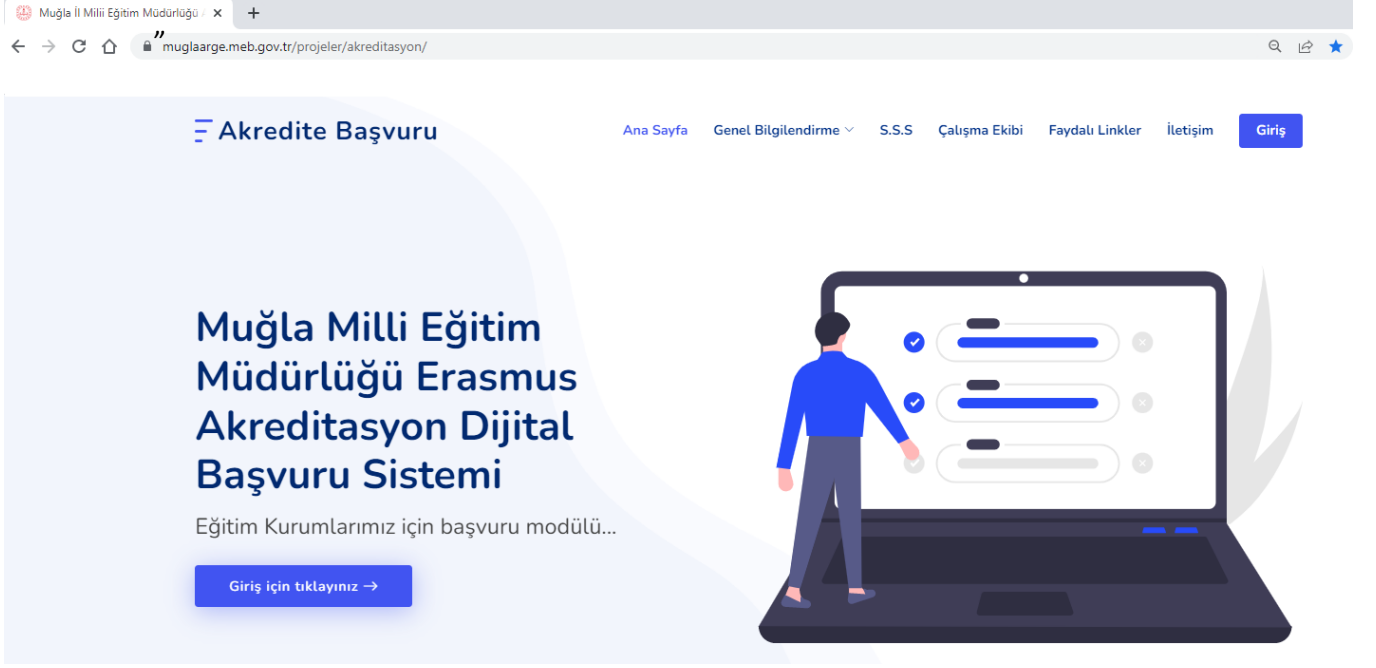 Muğla İl Milii Eğitim Müdürlüğü
”
muglaarge.meb.gov.tr/projeler/akreditasyon/
Akredite Başvuru
Ana Sayfa Genel Bilgilendirme S.S.S Çalışma Ekibi Faydalı Linkler İletişim Giriş
Muğla Milli Eğitim
Müdürlüğü Erasmus
Akreditasyon Dijital
Başvuru Sistemi
Eğitim Kurumlarımız için başvuru modülü...
Giriş için tıklayınız →